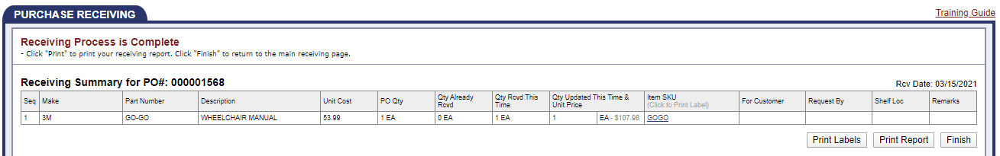 PURCHASE RECEIVING
Training Guide
Receiving Process is Complete
- Click "Print" to print your receiving report. Click "Finish" to return to the main receiving page.
Receiving Summary for PO#: 000001568
Rcv Date: 03/15/2021
Seq Make Part Number Description Unit Cost PO Qty Qty Already Rcvd Qty Rcvd This Time Qty Updated This Time & Unit Price Item SKU (Click to Print Label) For Customer Request By Shelf Loc Remarks
1 3M GO-GO WHEELCHAIR MANUAL 53.99 1 EA 0 EA 1 EA 1 EA - $107.98 GOGO
Print Labels Print Report Finish